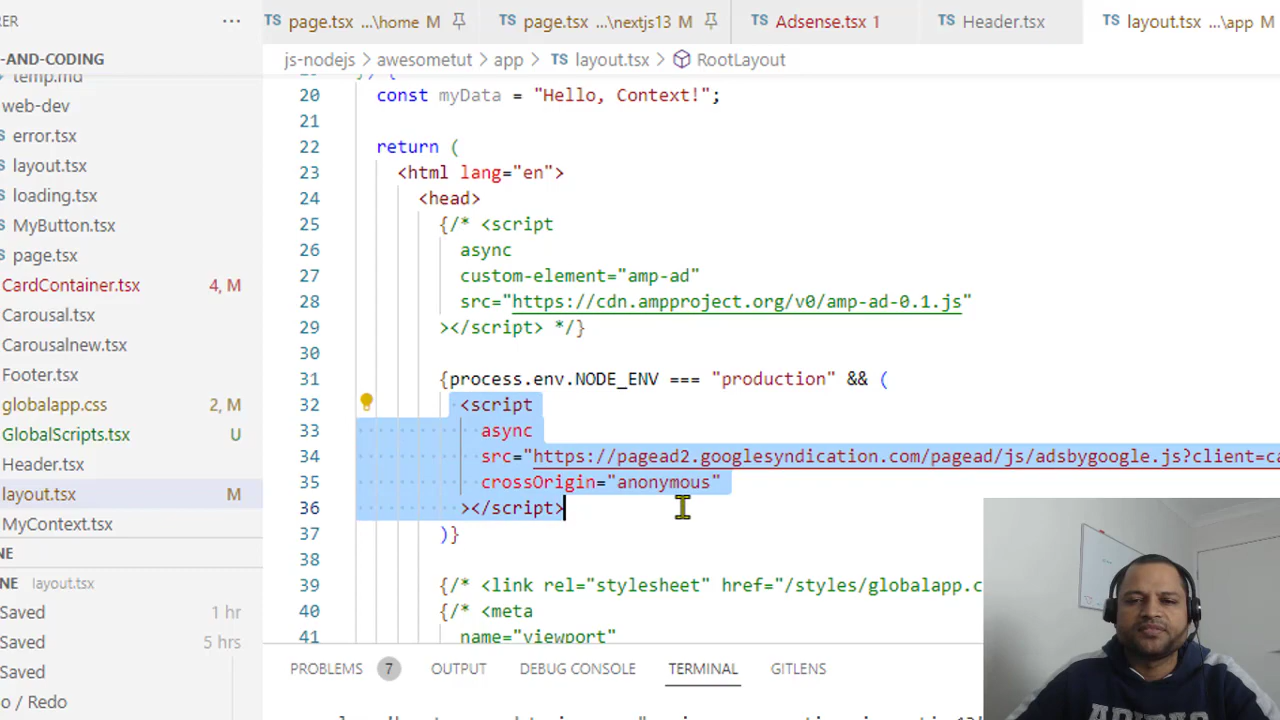 page.tsx ...\home M
page.tsx ...\nextjs13 M
Adsense.tsx 1
Header.tsx
layout.tsx ...\app M
...
js-nodejs > awesometut > app > layout.tsx > RootLayout
-AND-CODING
temp.md
web-dev
error.tsx
layout.tsx
loading.tsx
MyButton.tsx
page.tsx
CardContainer.tsx 4, M
Carousal.tsx
Carousalnew.tsx
Footer.tsx
globalapp.css 2, M
GlobalScripts.tsx U
Header.tsx
layout.tsx M
MyContext.tsx
NE
NE layout.tsx
Saved 1 hr
Saved 5 hrs
Saved
o / Redo
20 const myData = "Hello, Context!";
21
22 return (
23 <html lang="en">
24 <head>
25 {/* <script
26 async
27 custom-element="amp-ad"
28 src="https://cdn.ampproject.org/v0/amp-ad-0.1.js"
29 ></script> */}
30
31 {process.env.NODE_ENV === "production" && (
32 <script
33 async
34 src="https://pagead2.googlesyndication.com/pagead/js/adsbygoogle.js?client=ca
35 crossOrigin="anonymous"
36 ></script>
37 )}
38
39 {/* <link rel="stylesheet" href="/styles/globalapp.c
40 {/* <meta
41 name="viewport"
PROBLEMS 7 OUTPUT DEBUG CONSOLE TERMINAL GITLENS